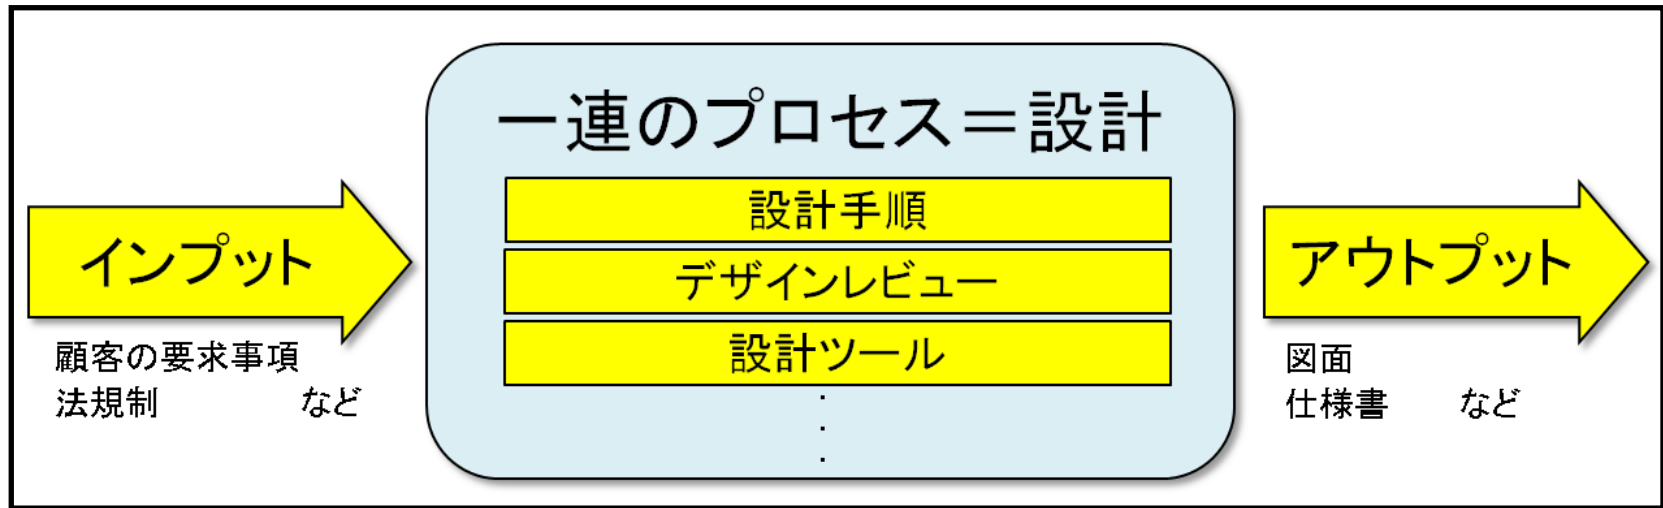 一連のプロセス＝設計
設計手順
デザインレビュー
設計ツール
.
.
.
インプット
顧客の要求事項
法規制　　　　など
アウトプット
図面
仕様書　　など